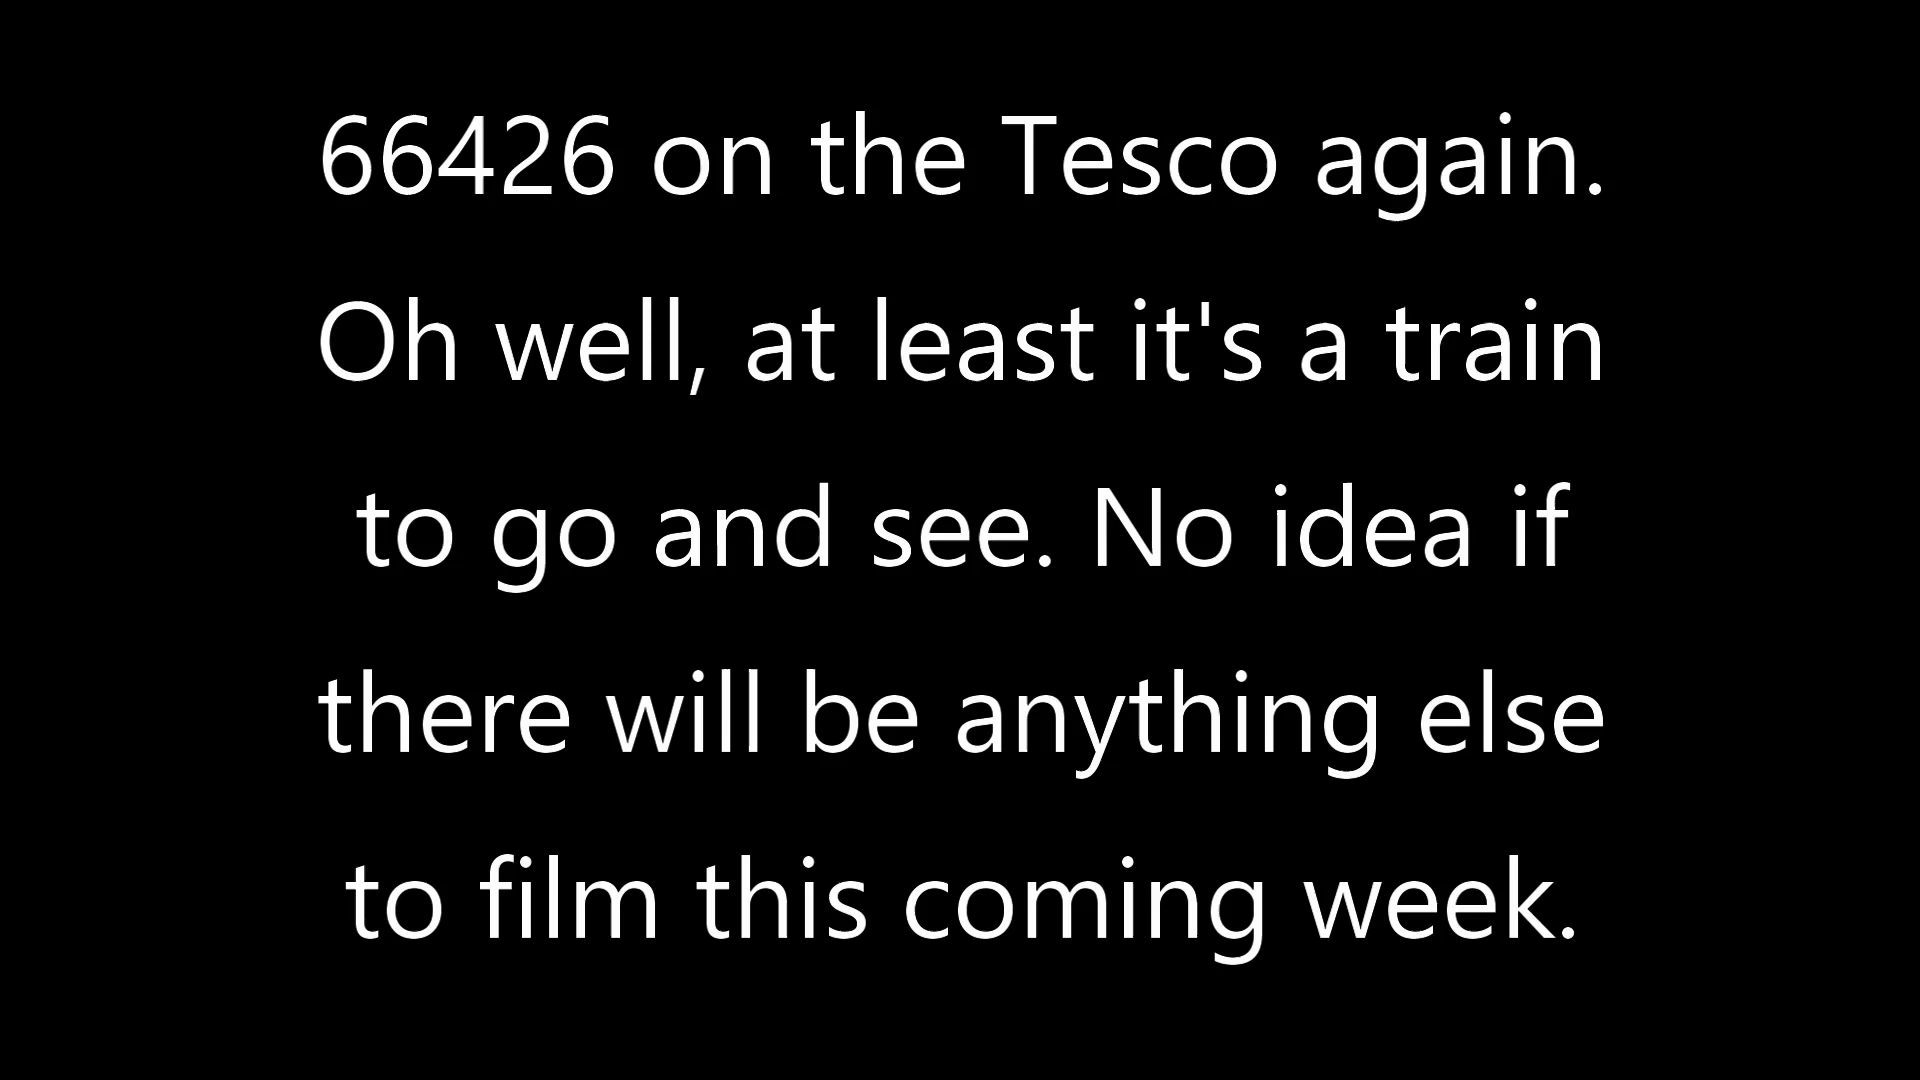 66426 on the Tesco again.
Oh well, at least it's a train
to go and see. No idea if
there will be anything else
to film this coming week.